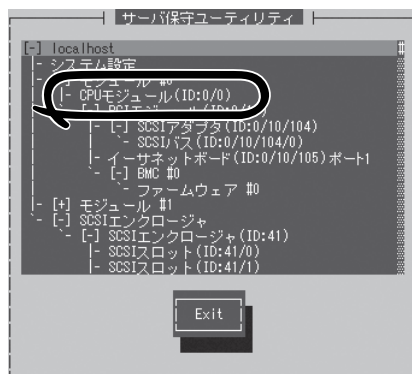 サーバ保守ユーティリティ
[-] localhost
|- システム設定
モジュール #0
|- CPUモジュール(ID:0/0)
| `- [-] SCSIアダプタ(ID:0/10/104)
`- SCSIバス(ID:0/10/104/0)
|- イーサネットボード(ID:0/10/105)ポート1
`- [-] BMC #0
`- ファームウェア #0
|- [+] モジュール #1
`- [-] SCSIエンクロージャ
`- [-] SCSIエンクロージャ(ID:41)
|- SCSIスロット(ID:41/0)
|- SCSIスロット(ID:41/1)
Exit